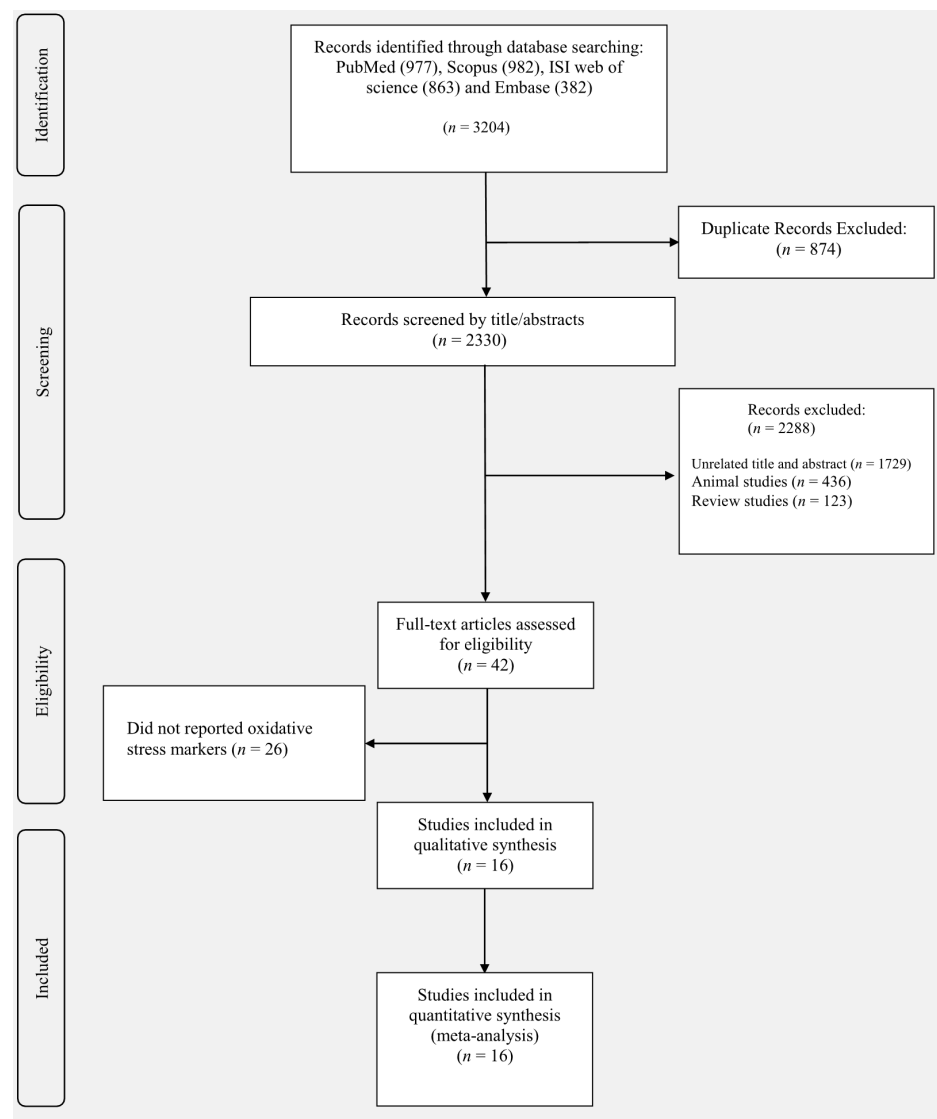 Identification
Records identified through database searching:
PubMed (977), Scopus (982), ISI web of
science (863) and Embase (382)
(n = 3204)
Duplicate Records Excluded:
(n = 874)
Screening
Records screened by title/abstracts
(n = 2330)
Records excluded:
(n = 2288)
Unrelated title and abstract (n = 1729)
Animal studies (n = 436)
Review studies (n = 123)
Eligibility
Full-text articles assessed
for eligibility
(n = 42)
Did not reported oxidative
stress markers (n = 26)
Studies included in
qualitative synthesis
(n = 16)
Included
Studies included in
quantitative synthesis
(meta-analysis)
(n = 16)